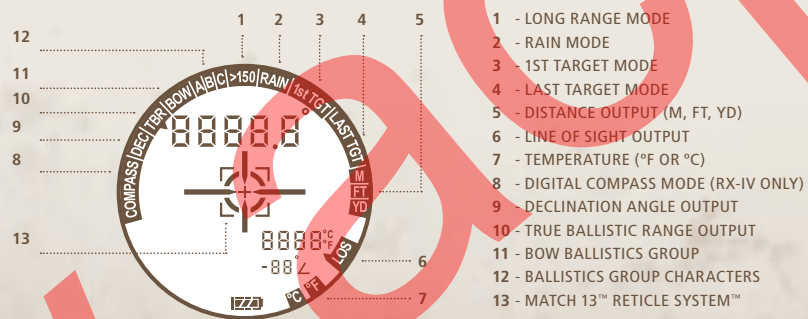 1 2 3 4 5
12
11
10
9
8
13
6
7
COMPASS DEC TBR BOW A B C >150 RAIN 1st TGT LAST TGT
M
FT
YD
8888.8°
8888°C °F
-88°∠
LOS
°C °F
1 - LONG RANGE MODE
2 - RAIN MODE
3 - 1ST TARGET MODE
4 - LAST TARGET MODE
5 - DISTANCE OUTPUT (M, FT, YD)
6 - LINE OF SIGHT OUTPUT
7 - TEMPERATURE (ºF OR ºC)
8 - DIGITAL COMPASS MODE (RX-IV ONLY)
9 - DECLINATION ANGLE OUTPUT
10 - TRUE BALLISTIC RANGE OUTPUT
11 - BOW BALLISTICS GROUP
12 - BALLISTICS GROUP CHARACTERS
13 - MATCH 13™ RETICLE SYSTEM™